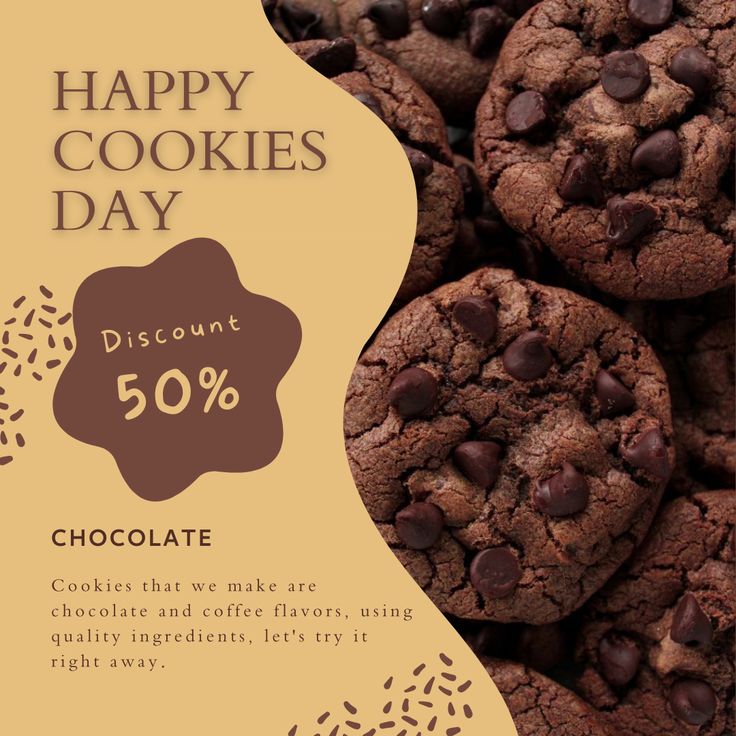 HAPPY
COOKIES
DAY
Discount
50%
CHOCOLATE
Cookies that we make are
chocolate and coffee flavors, using
quality ingredients, let's try it
right away.